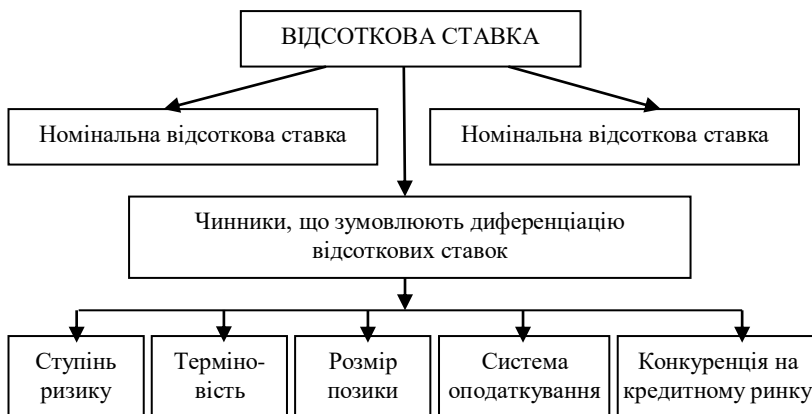 ВІДСОТКОВА СТАВКА
Номінальна відсоткова ставка
Номінальна відсоткова ставка
Чинники, що зумовлюють диференціацію
відсоткових ставок
Ступінь
ризику
Терміно-
вість
Розмір
позики
Система
оподаткування
Конкуренція на
кредитному ринку